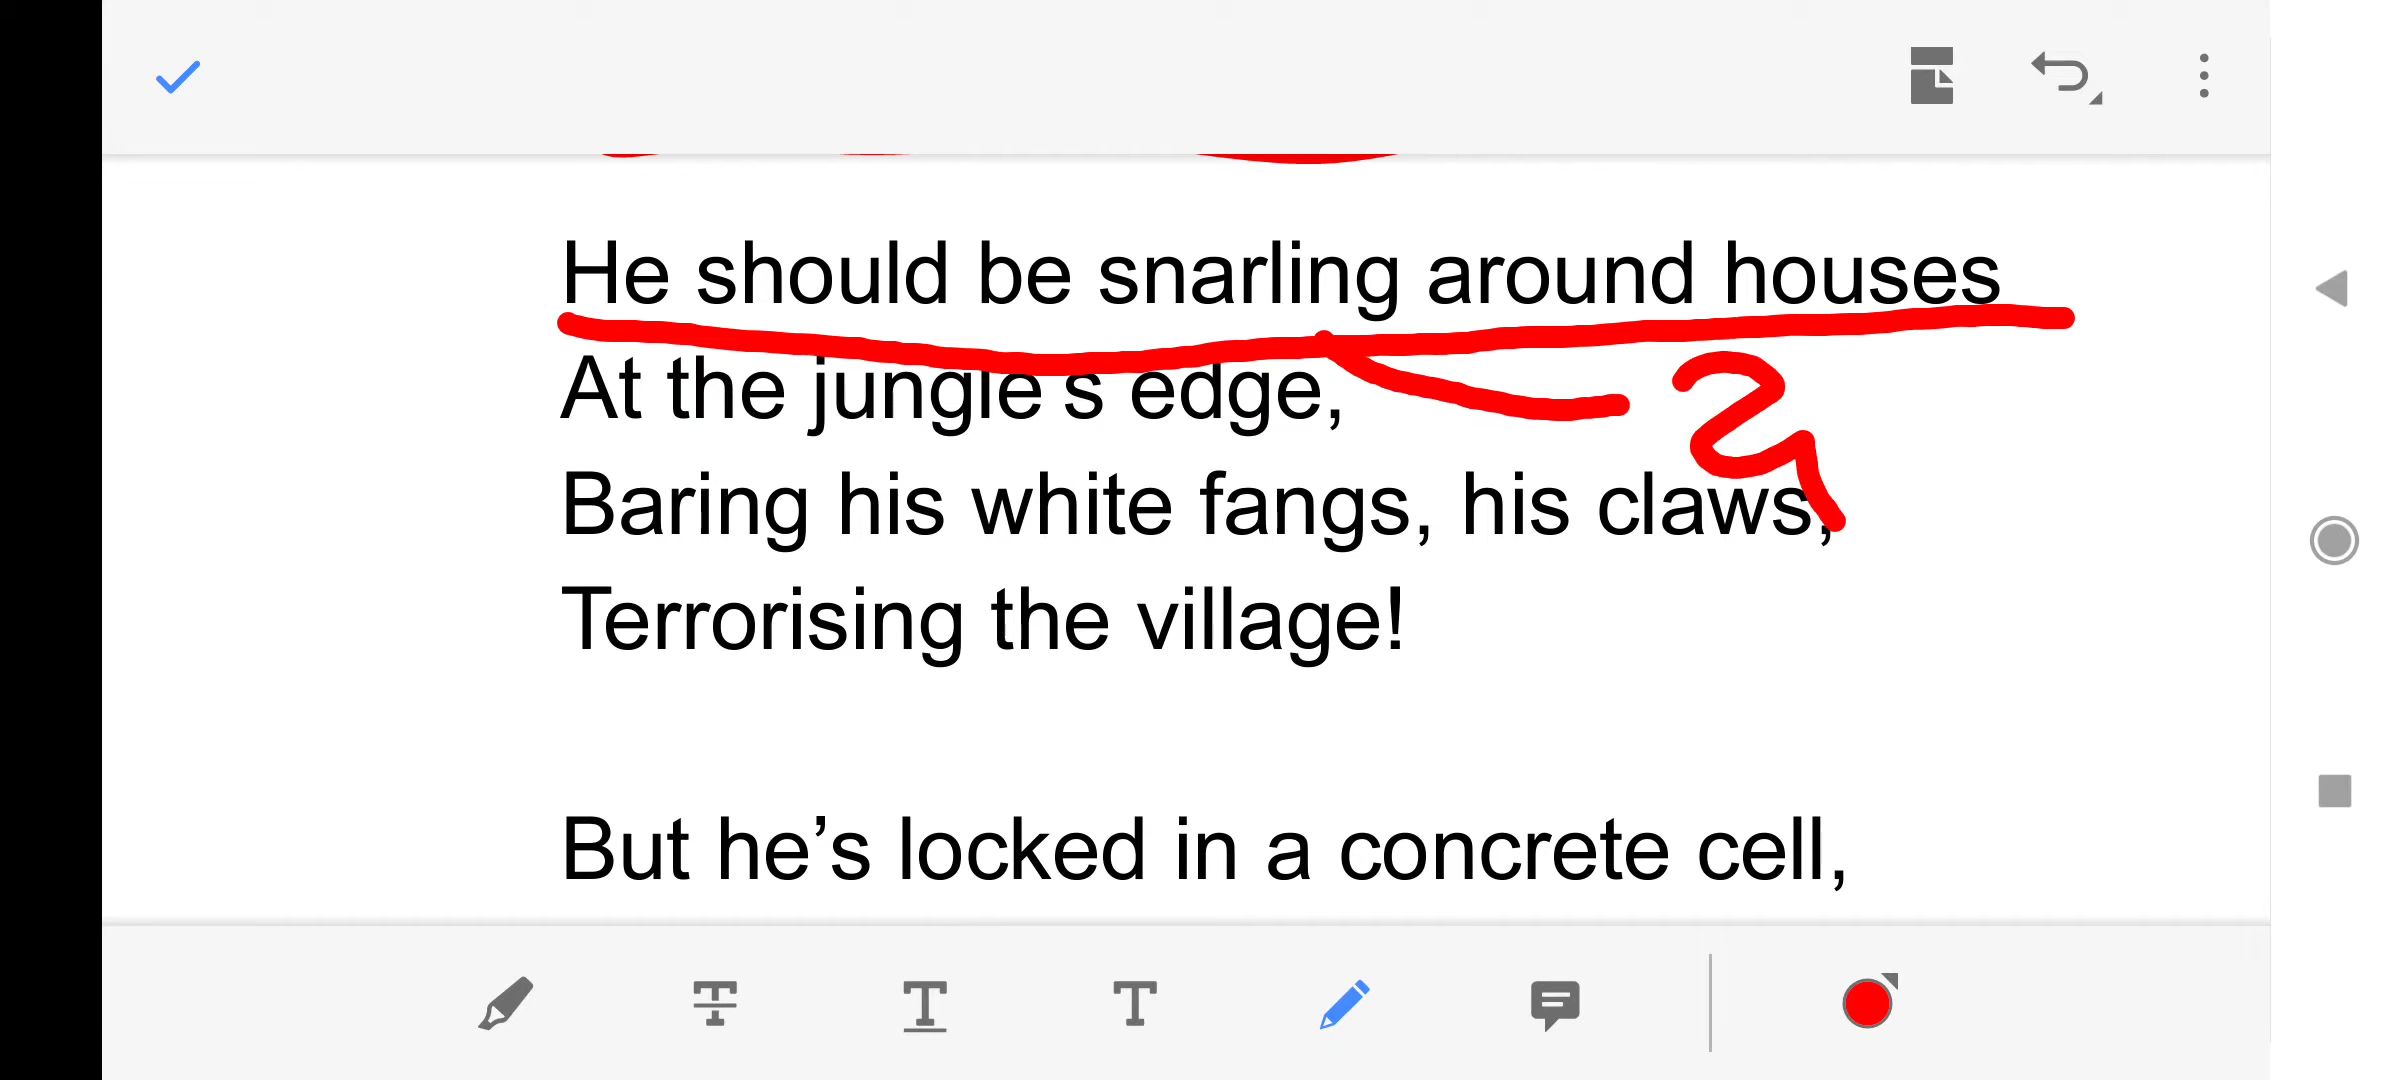 He should be snarling around houses
At the jungle's edge,
2
Baring his white fangs, his claws,
Terrorising the village!
But he’s locked in a concrete cell,